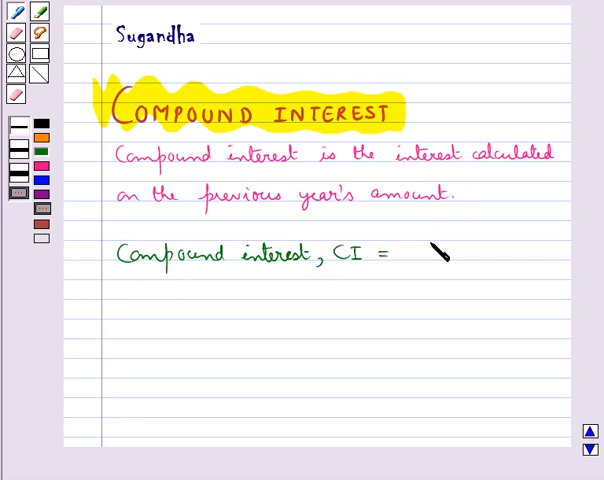 Sugandha
COMPOUND INTEREST
Compound interest is the interest calculated
on the previous year's amount.
Compound interest, CI =